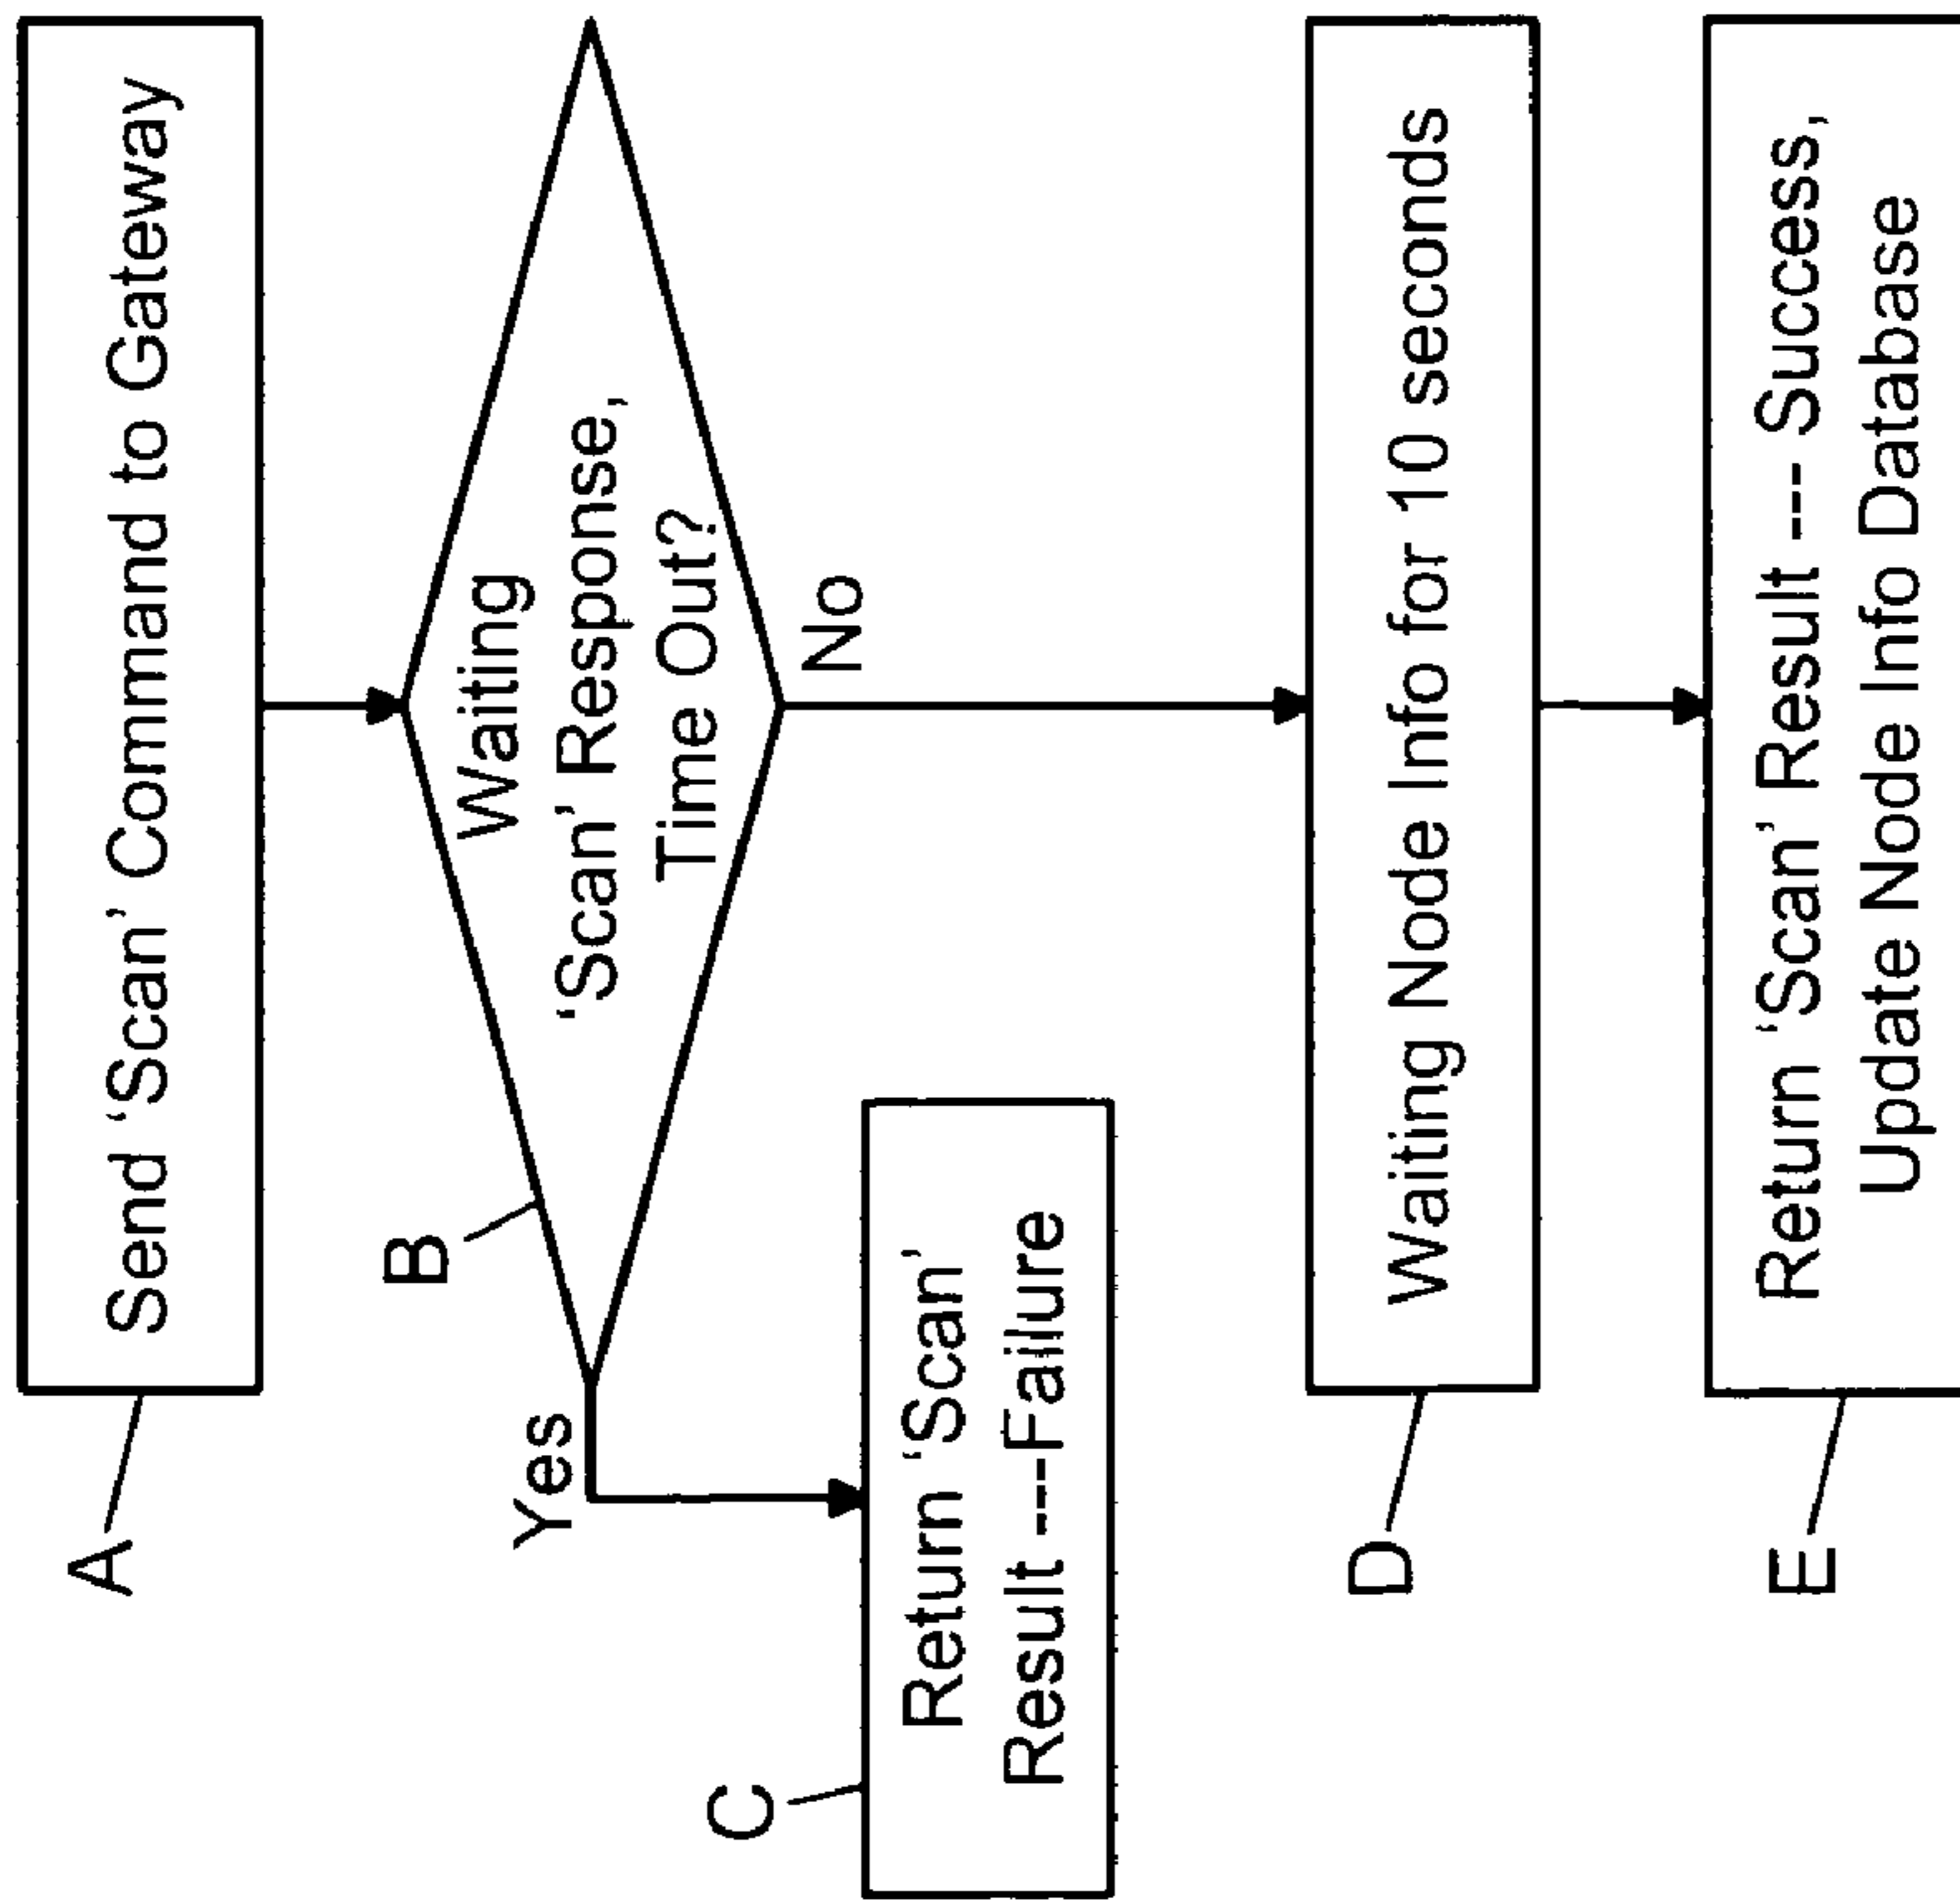 A
Send ‘Scan’ Command to Gateway
B
Waiting
‘Scan’ Response,
Time Out?
Yes
No
C
Return ‘Scan’
Result ---Failure
D
Waiting Node Info for 10 seconds
E
Return ‘Scan’ Result --- Success,
Update Node Info Database